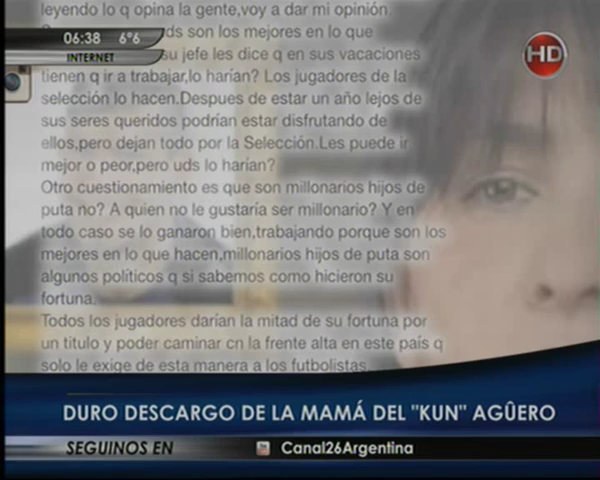 leyendo lo q opina la gente,voy a dar mi opinión
06:38 6°6
INTERNET
HD
ds son los mejores en lo que
su jefe les dice q en sus vacaciones
tienen q ir a trabajar,lo harían? Los jugadores de la
selección lo hacen.Despues de estar un año lejos de
sus seres queridos podrían estar disfrutando de
ellos,pero dejan todo por la Selección.Les puede ir
mejor o peor,pero uds lo harían?
Otro cuestionamiento es que son millonarios hijos de
puta no? A quien no le gustaría ser millonario? Y en
todo caso se lo ganaron bien,trabajando porque son los
mejores en lo que hacen,millonarios hijos de puta son
algunos políticos q si sabemos como hicieron su
fortuna.
Todos los jugadores darían la mitad de su fortuna por
un titulo y poder caminar cn la frente alta en este país q
solo le exige de esta manera a los futbolistas
DURO DESCARGO DE LA MAMÁ DEL "KUN" AGÛERO
SEGUINOS EN Canal26Argentina